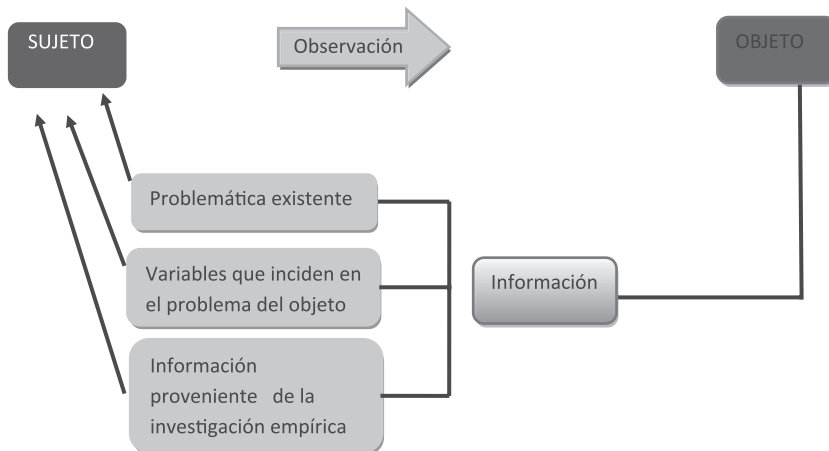 SUJETO
Observación
OBJETO
Problemática existente
Variables que inciden en
el problema del objeto
Información
Información
proveniente de la
investigación empírica